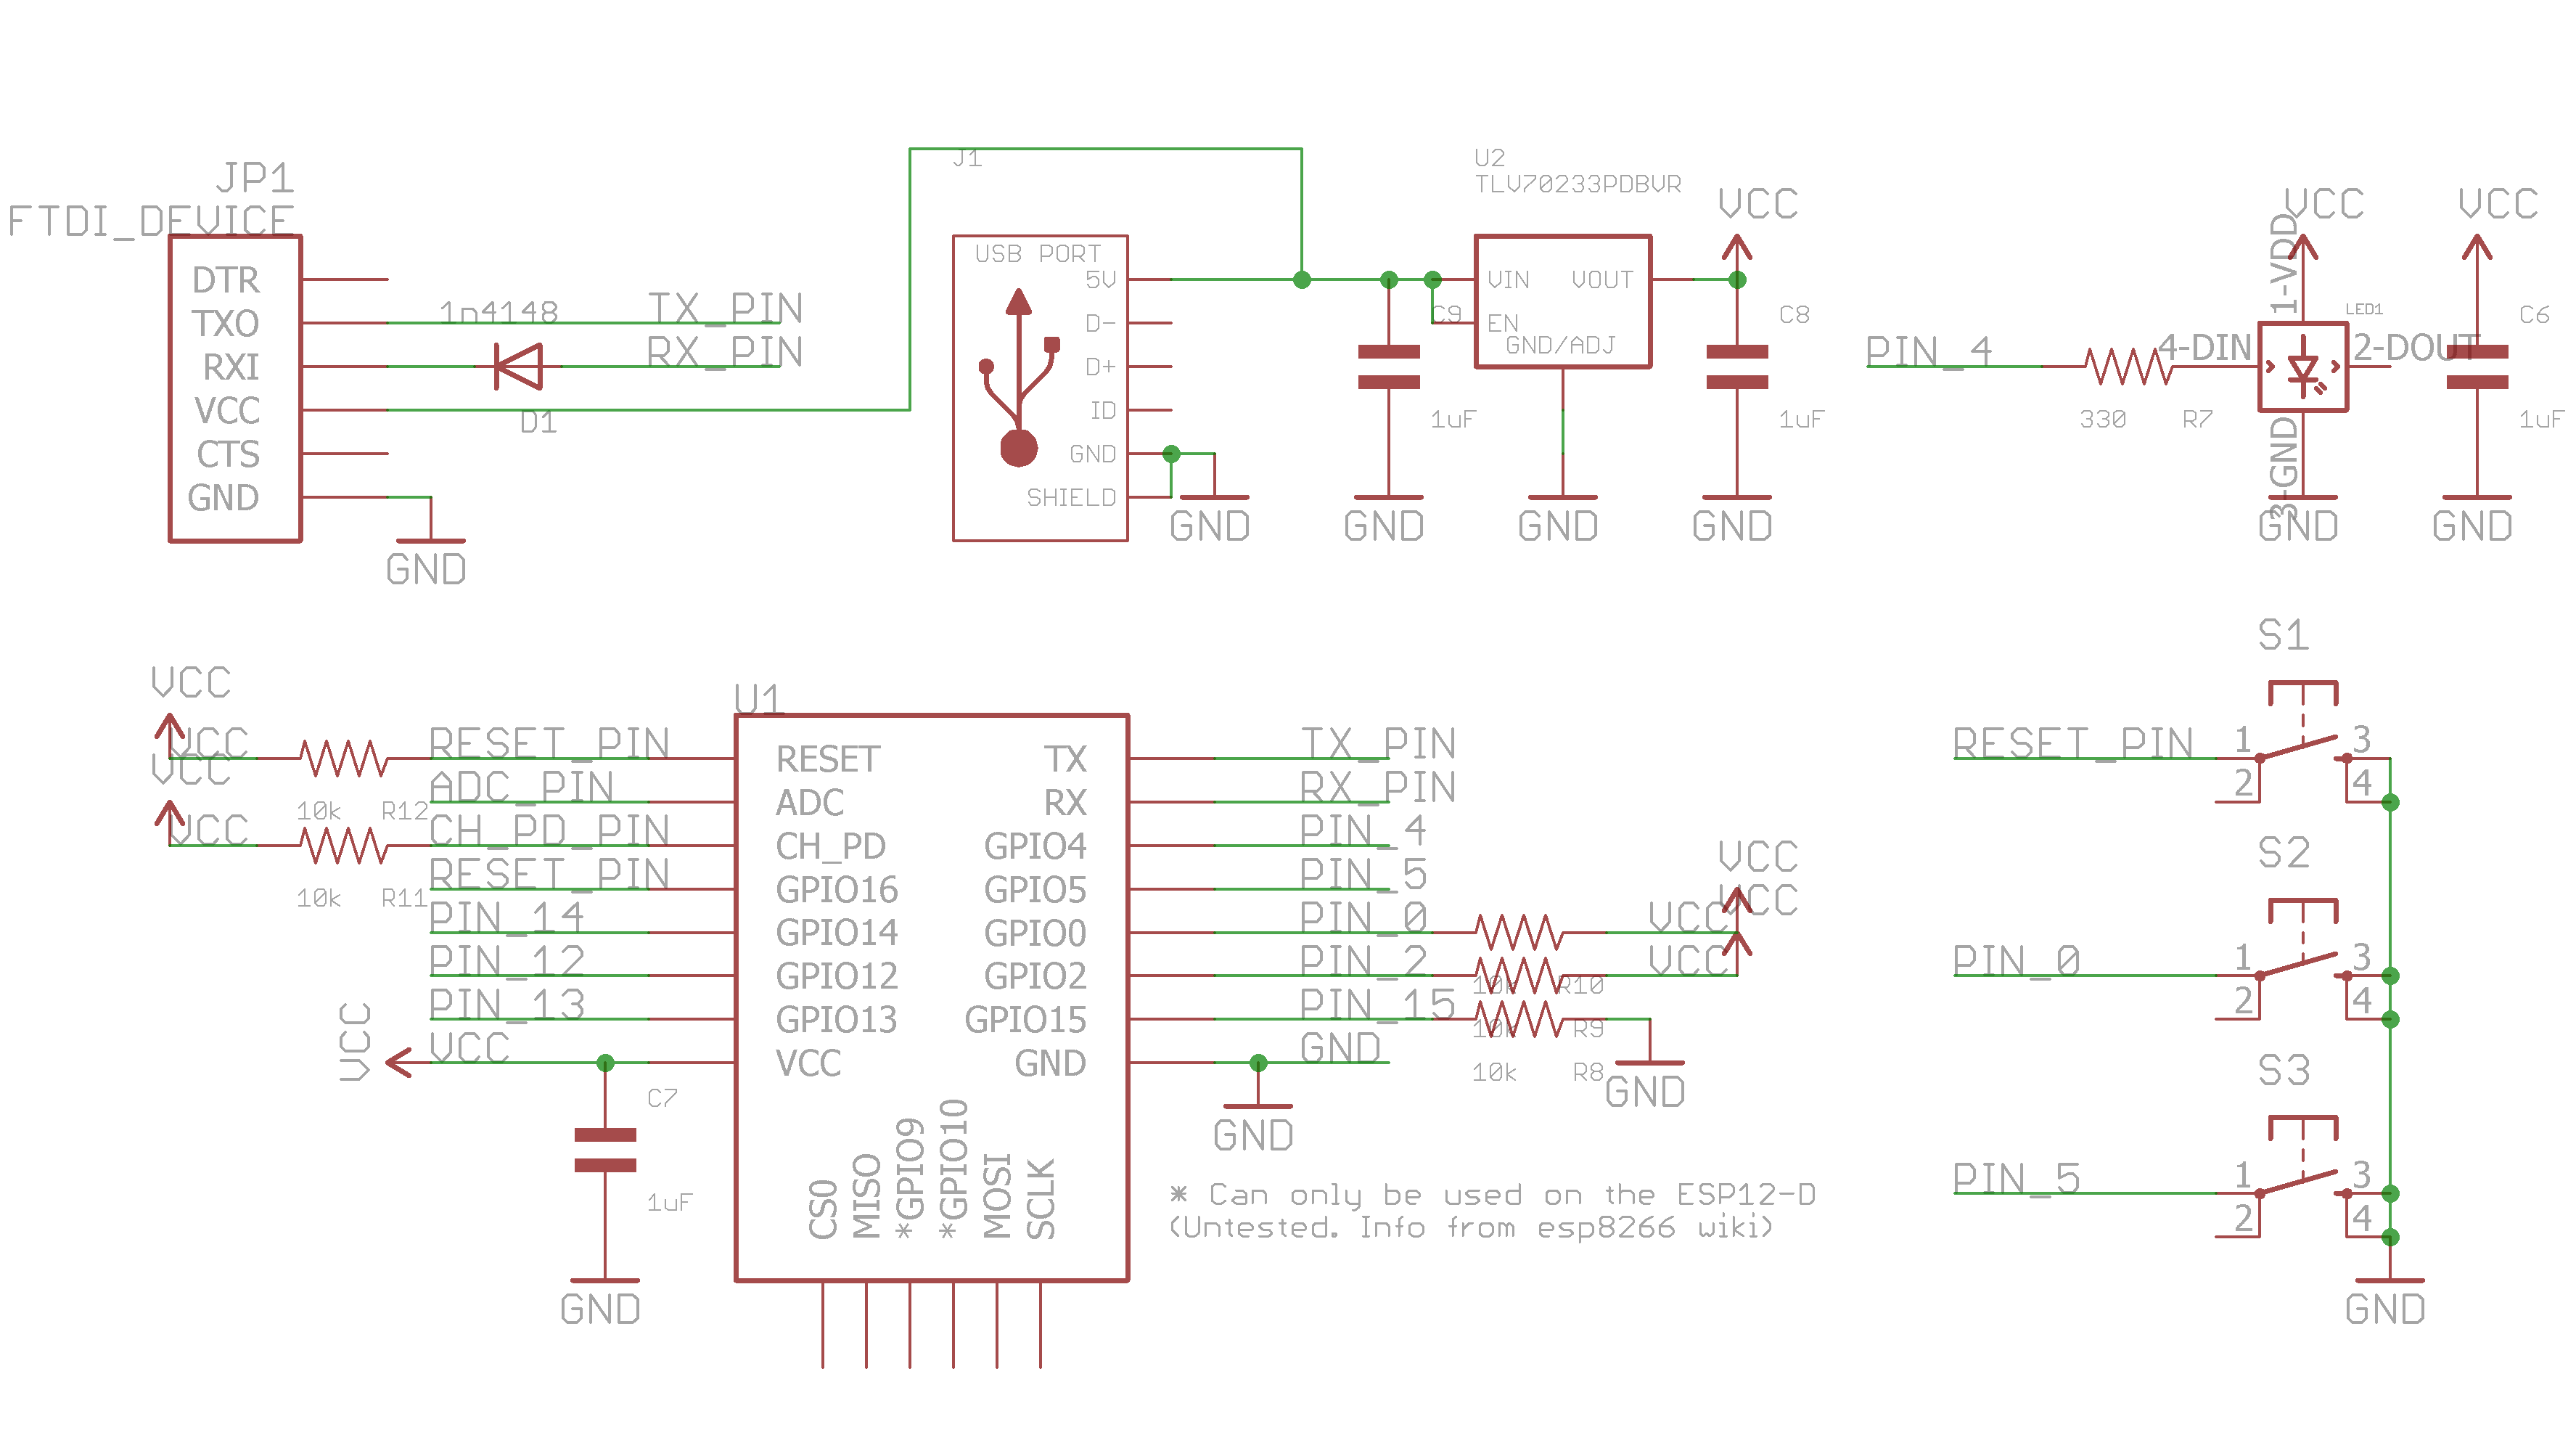 JP1
FTDI_DEVICE
DTR
TXO
RXI
VCC
CTS
GND
1n4148
D1
TX_PIN
RX_PIN
GND
J1
USB PORT
5V
D-
D+
ID
GND
SHIELD
GND
C9
1uF
GND
U2
TLV70233PDBVR
VIN
VOUT
EN
GND/ADJ
GND
VCC
C8
1uF
GND
PIN_4
330
R7
VCC
1-VDD
LED1
4-DIN
2-DOUT
3-GND
GND
VCC
C6
1uF
GND
VCC
VCC
RESET_PIN
10k
R12
ADC_PIN
VCC
VCC
CH_PD_PIN
10k
R11
RESET_PIN
PIN_14
PIN_12
PIN_13
VCC
VCC
C7
1uF
GND
U1
RESET
ADC
CH_PD
GPIO16
GPIO14
GPIO12
GPIO13
VCC
TX
RX
GPIO4
GPIO5
GPIO0
GPIO2
GPIO15
GND
CS0
MISO
*GPIO9
*GPIO10
MOSI
SCLK
TX_PIN
RX_PIN
PIN_4
PIN_5
PIN_0
PIN_2
PIN_15
GND
GND
VCC
VCC
VCC
VCC
10k
R10
10k
R9
10k
R8
GND
* Can only be used on the ESP12-D
(Untested. Info from esp8266 wiki)
S1
RESET_PIN
1
3
2
4
S2
PIN_0
1
3
2
4
S3
PIN_5
1
3
2
4
GND